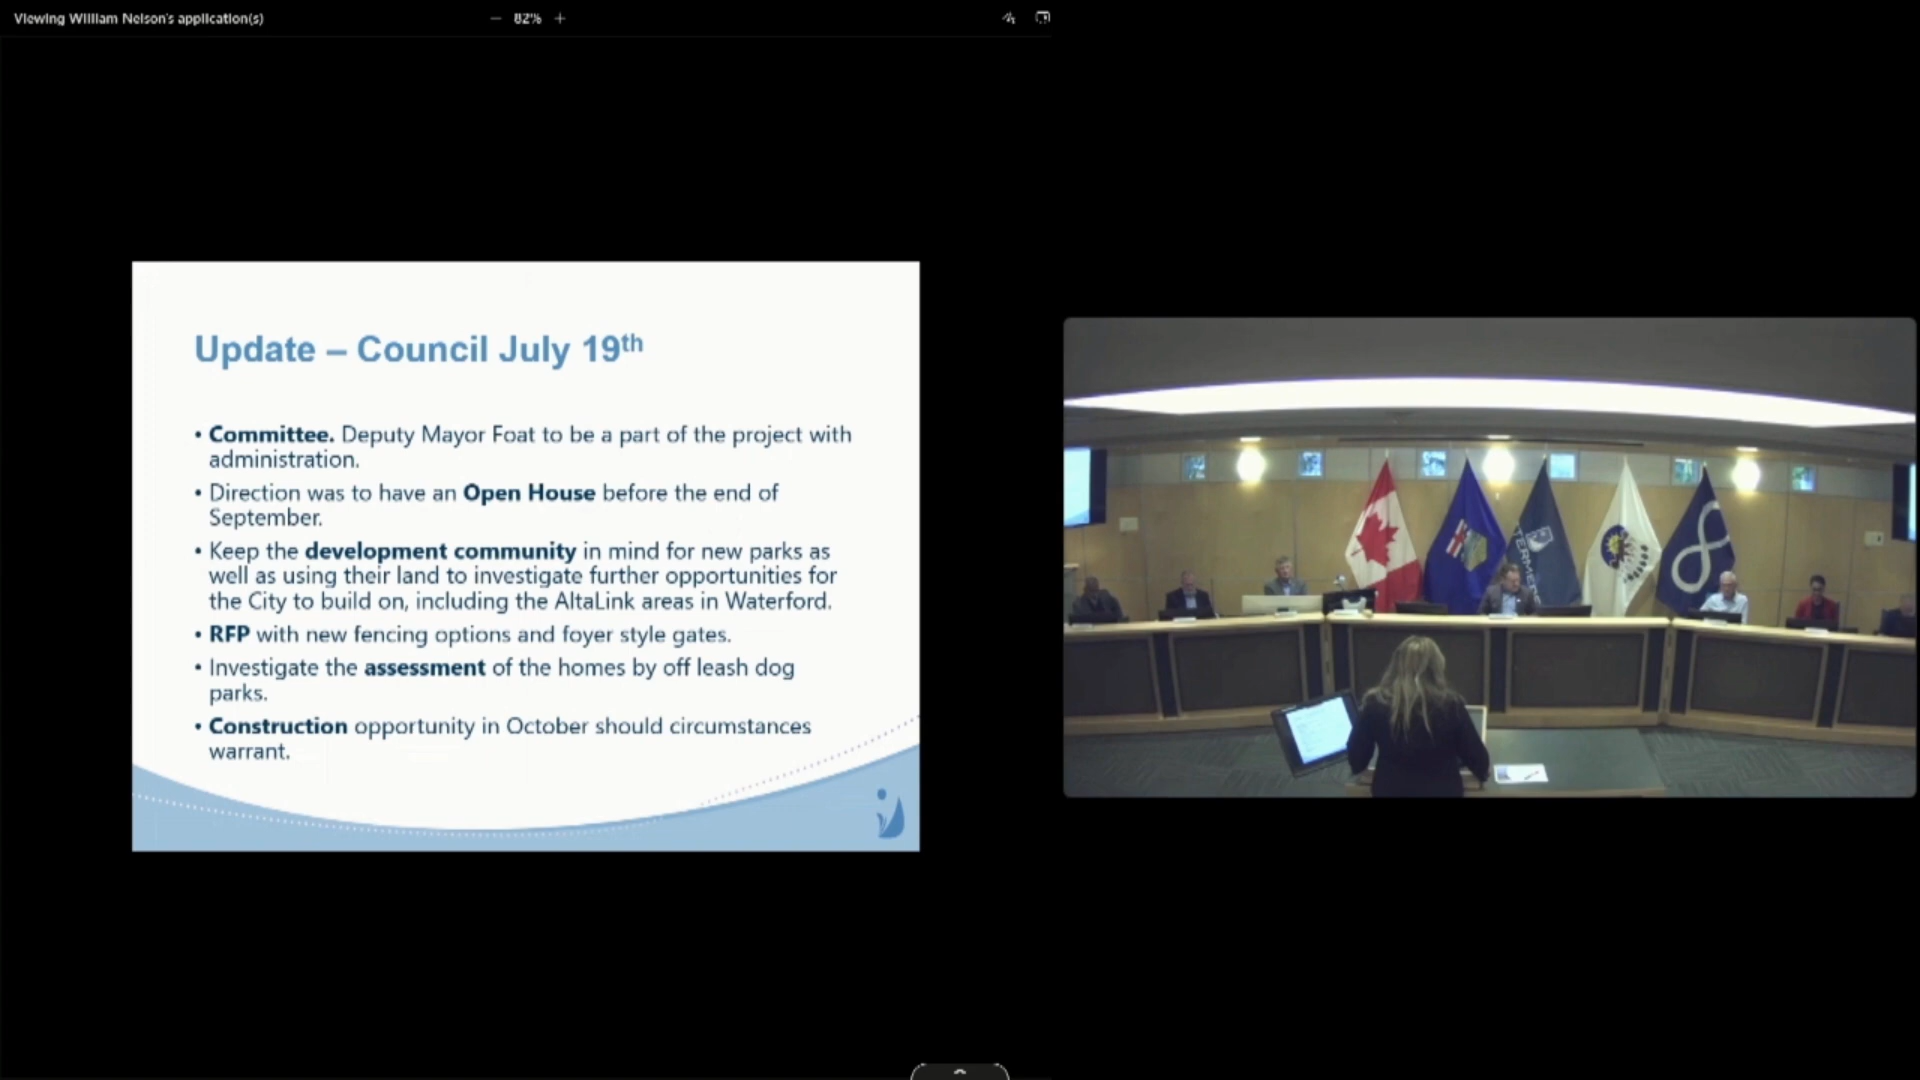 Viewing William Nelson's application(s)
82%
Update – Council July 19th
• Committee. Deputy Mayor Foat to be a part of the project with
administration.
• Direction was to have an Open House before the end of
September.
• Keep the development community in mind for new parks as
well as using their land to investigate further opportunities for
the City to build on, including the AltaLink areas in Waterford.
• RFP with new fencing options and foyer style gates.
• Investigate the assessment of the homes by off leash dog
parks.
• Construction opportunity in October should circumstances
warrant.